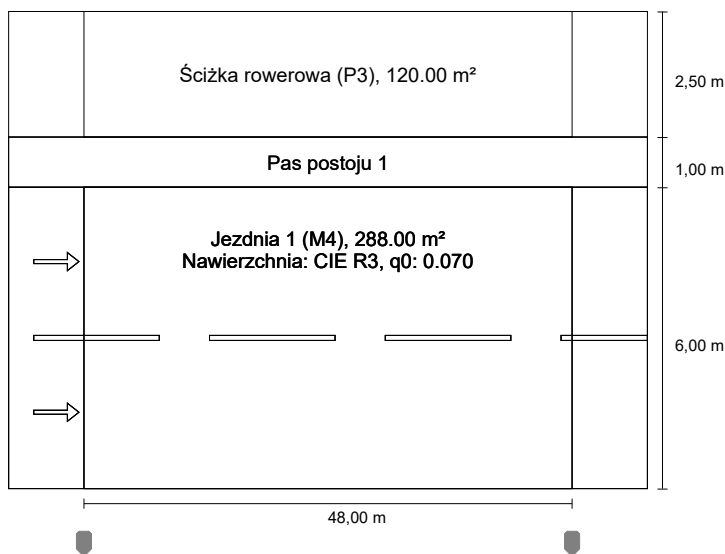 Ściżka rowerowa (P3), 120.00 m²
2,50 m
Pas postoju 1
1,00 m
Jezdnia 1 (M4), 288.00 m²
Nawierzchnia: CIE R3, q0: 0.070
6,00 m
48,00 m